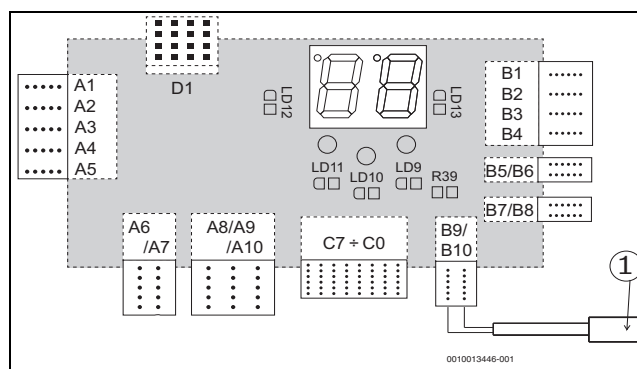 D1
A1
A2
A3
A4
A5
LD12
LD13
B1
B2
B3
B4
LD11
LD10
LD9
R39
B5/B6
B7/B8
A6
/A7
A8/A9
/A10
C7 ÷ C0
B9/
B10
1
0010013446-001